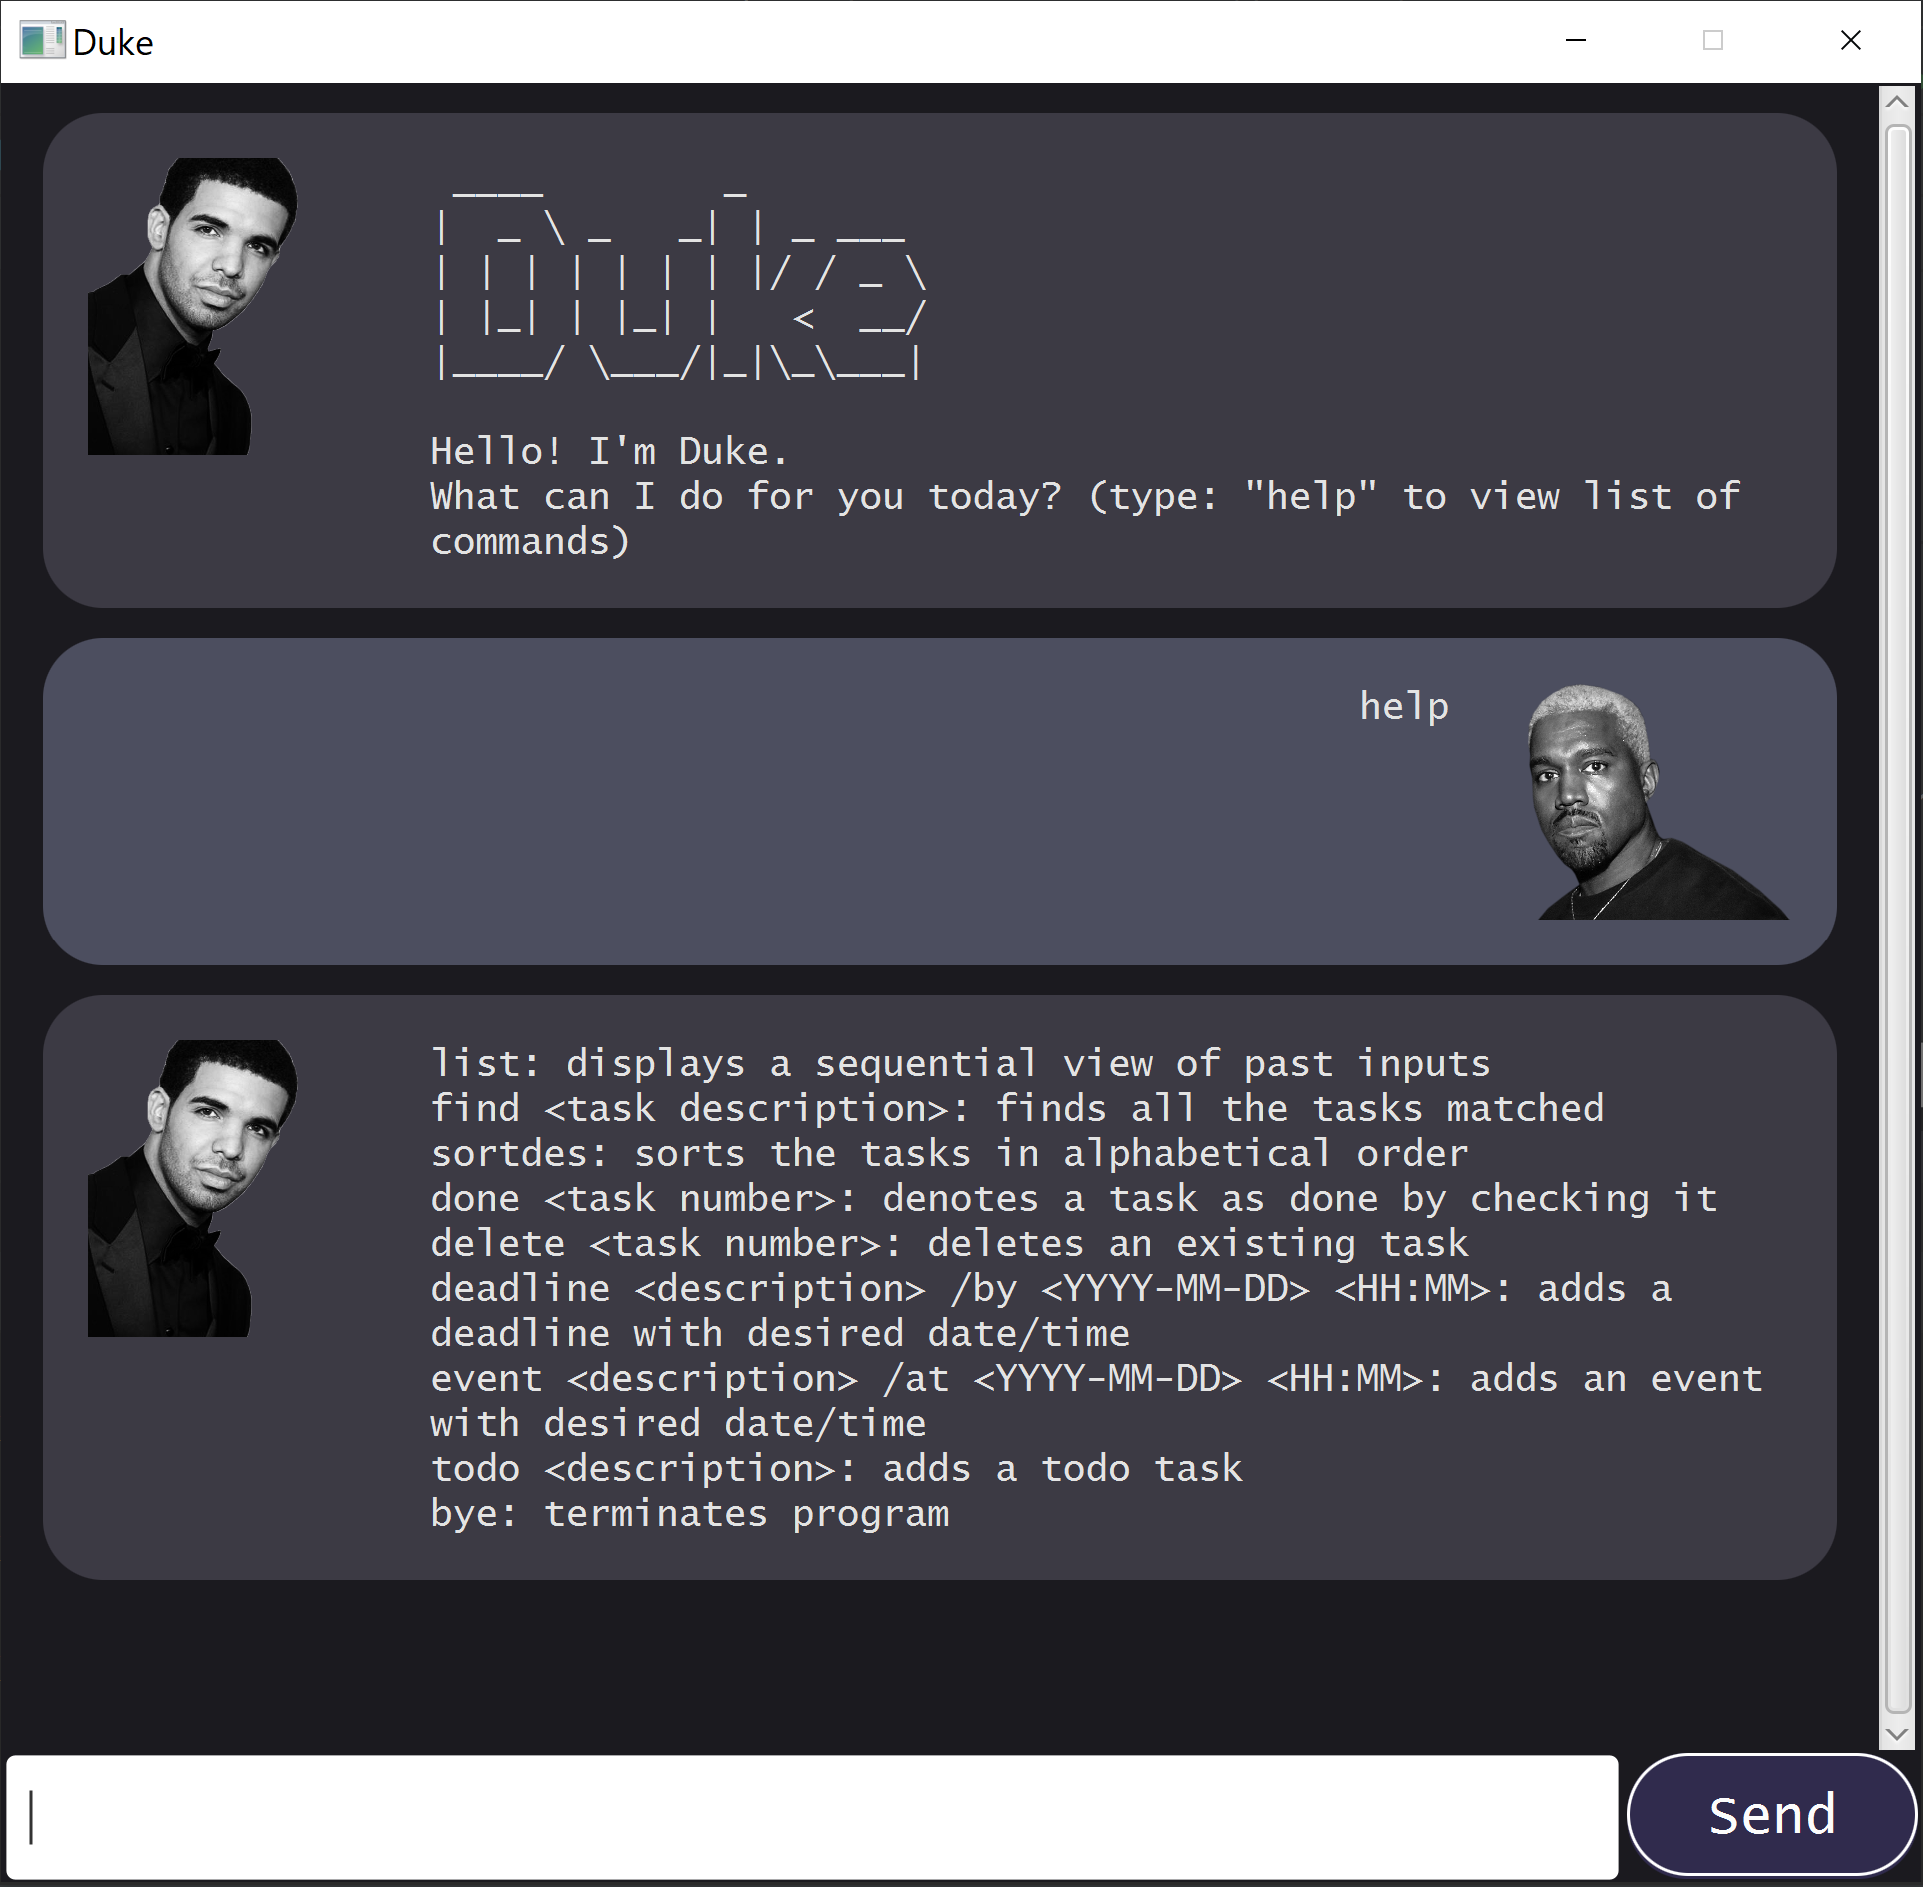 Duke
 ____        _
|  _ \ _   _| | _ ___
| | | | | | | |/ / _ \
| |_| | |_| |   <  __/
|____/ \___/|_|\_\___|
Hello! I'm Duke.
What can I do for you today? (type: "help" to view list of
commands)
help
list: displays a sequential view of past inputs
find <task description>: finds all the tasks matched
sortdes: sorts the tasks in alphabetical order
done <task number>: denotes a task as done by checking it
delete <task number>: deletes an existing task
deadline <description> /by <YYYY-MM-DD> <HH:MM>: adds a
deadline with desired date/time
event <description> /at <YYYY-MM-DD> <HH:MM>: adds an event
with desired date/time
todo <description>: adds a todo task
bye: terminates program
Send